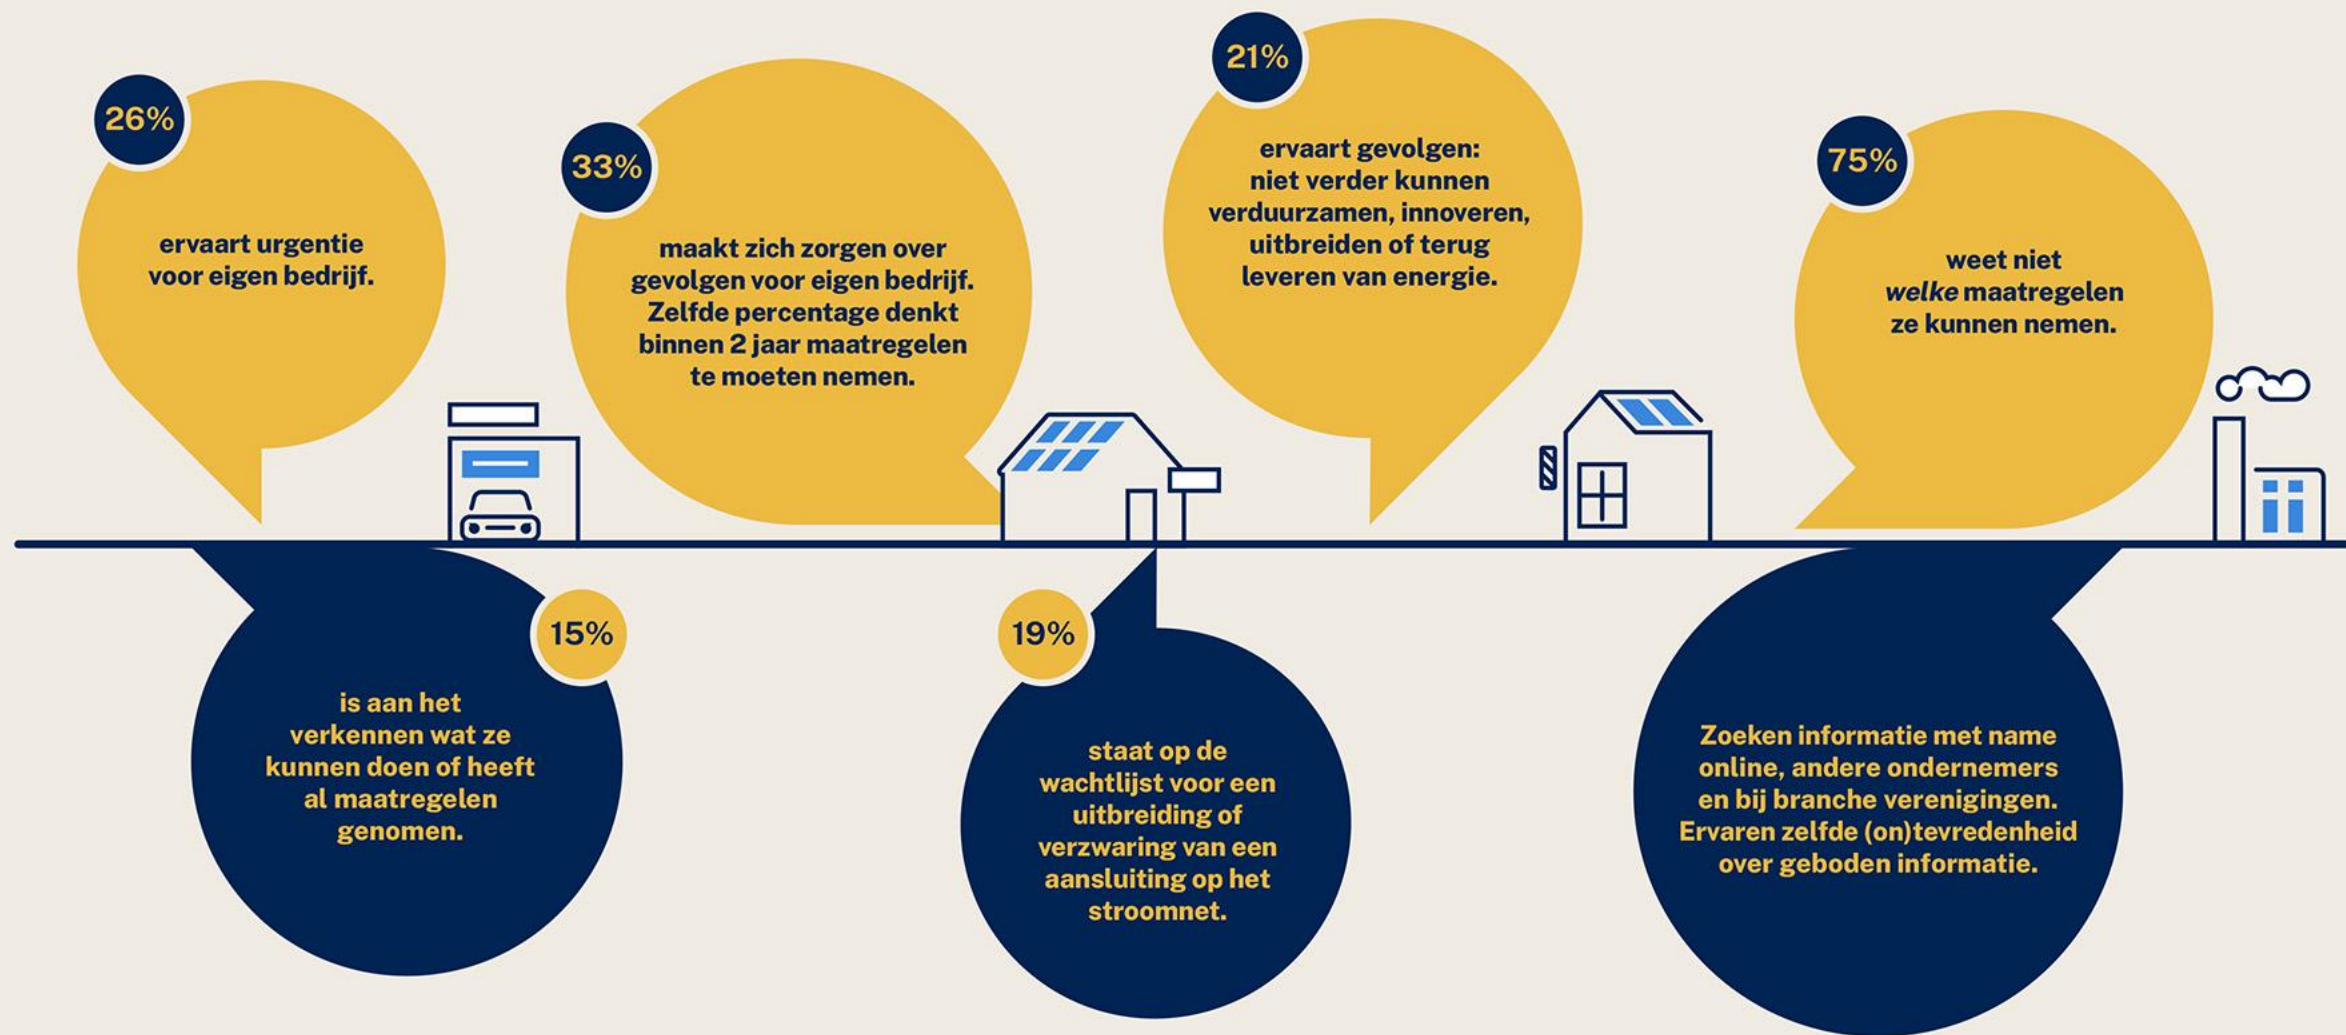 26%
ervaart urgentie
voor eigen bedrijf.
33%
maakt zich zorgen over
gevolgen voor eigen bedrijf.
Zelfde percentage denkt
binnen 2 jaar maatregelen
te moeten nemen.
21%
ervaart gevolgen:
niet verder kunnen
verduurzamen, innoveren,
uitbreiden of terug
leveren van energie.
75%
weet niet
welke maatregelen
ze kunnen nemen.
15%
is aan het
verkennen wat ze
kunnen doen of heeft
al maatregelen
genomen.
19%
staat op de
wachtlijst voor een
uitbreiding of
verzwaring van een
aansluiting op het
stroomnet.
Zoeken informatie met name
online, andere ondernemers
en bij branche verenigingen.
Ervaren zelfde (on)tevredenheid
over geboden informatie.